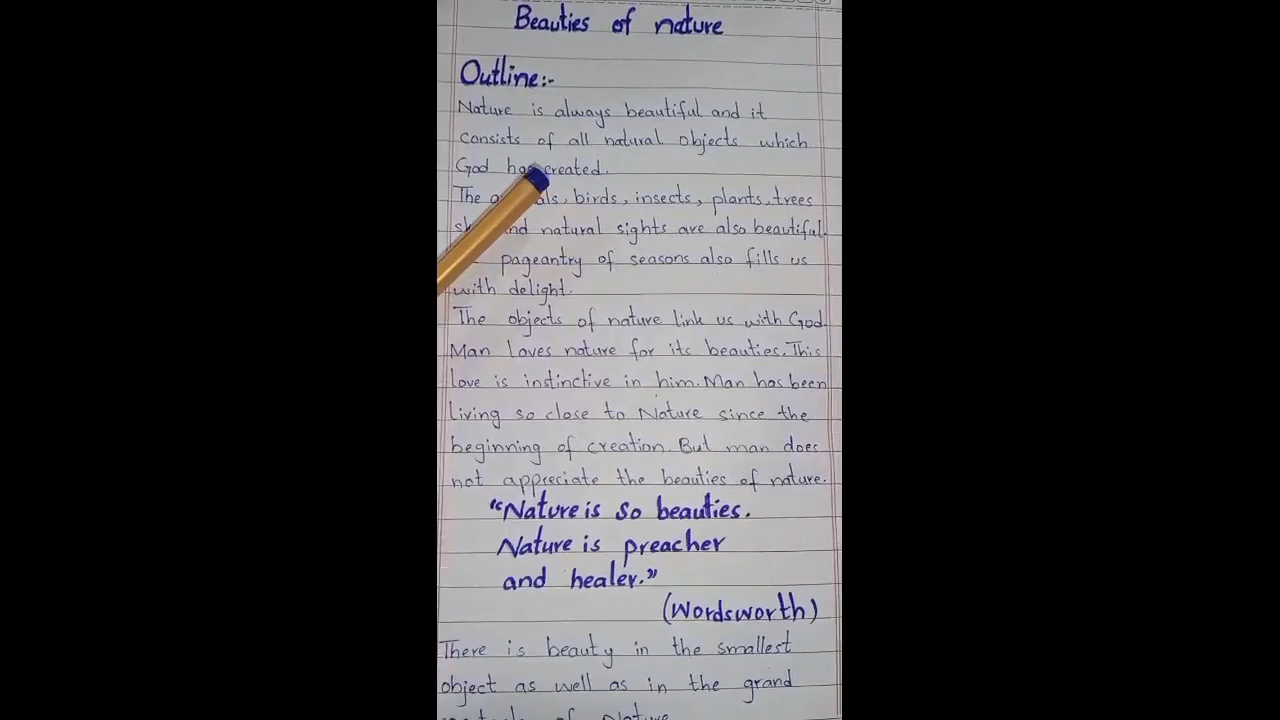 Beauties of nature
Outline:-
Nature is always beautiful and it
consists of all natural objects which
God has created.
The birds, insects, plants, trees
natural sights are also beautiful.
pageantry of seasons also fills us
with delight.
The objects of nature link us with God.
Man loves nature for its beauties. This
love is instinctive in him. Man has been
living so close to Nature since the
beginning of creation. But man does
not appreciate the beauties of nature.
"Nature is so beauties.
Nature is preacher
and healer."
(Wordsworth)
There is beauty in the smallest
object as well as in the grand
of Nature